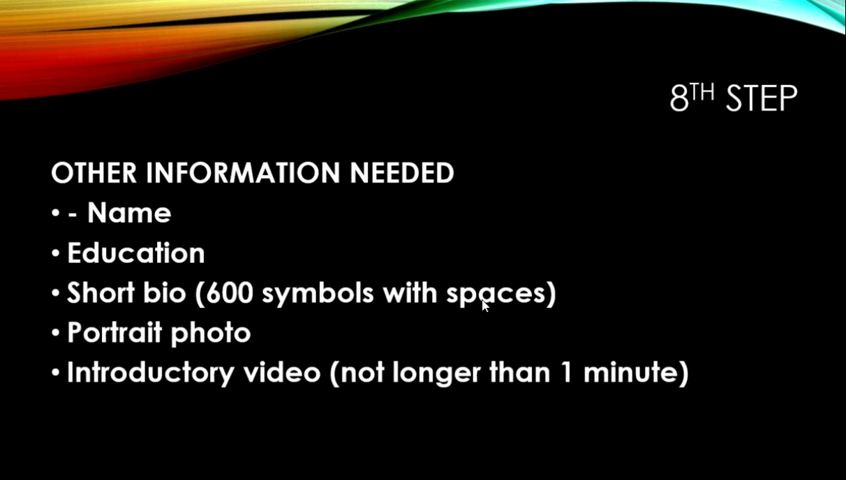 8TH STEP
OTHER INFORMATION NEEDED
• - Name
• Education
• Short bio (600 symbols with spaces)
• Portrait photo
• Introductory video (not longer than 1 minute)